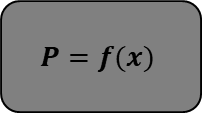 P = f(x)